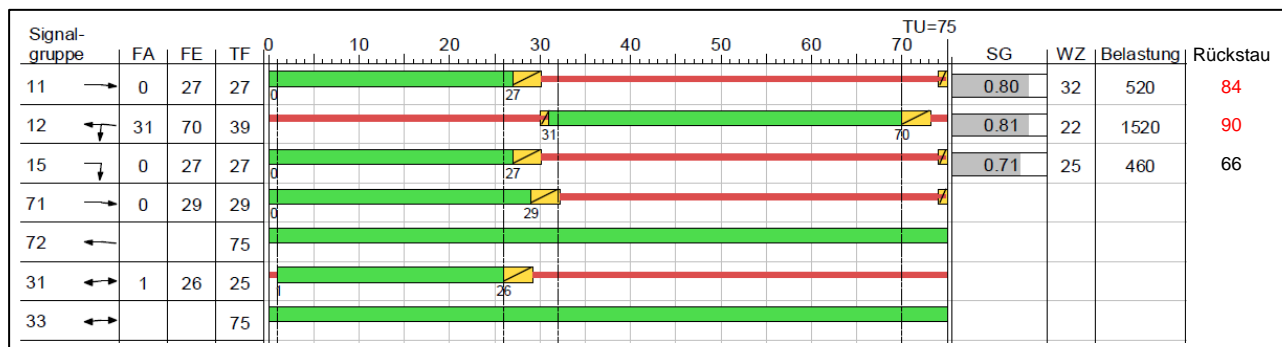 TU=75
Signal-
gruppe FA FE TF 0 10 20 30 40 50 60 70 SG WZ Belastung Rückstau
11 0 27 27 0 27 0.80 32 520 84
12 31 70 39 31 70 0.81 22 1520 90
15 0 27 27 0 27 0.71 25 460 66
71 0 29 29 0 29
72 75
31 1 26 25 1 26
33 75